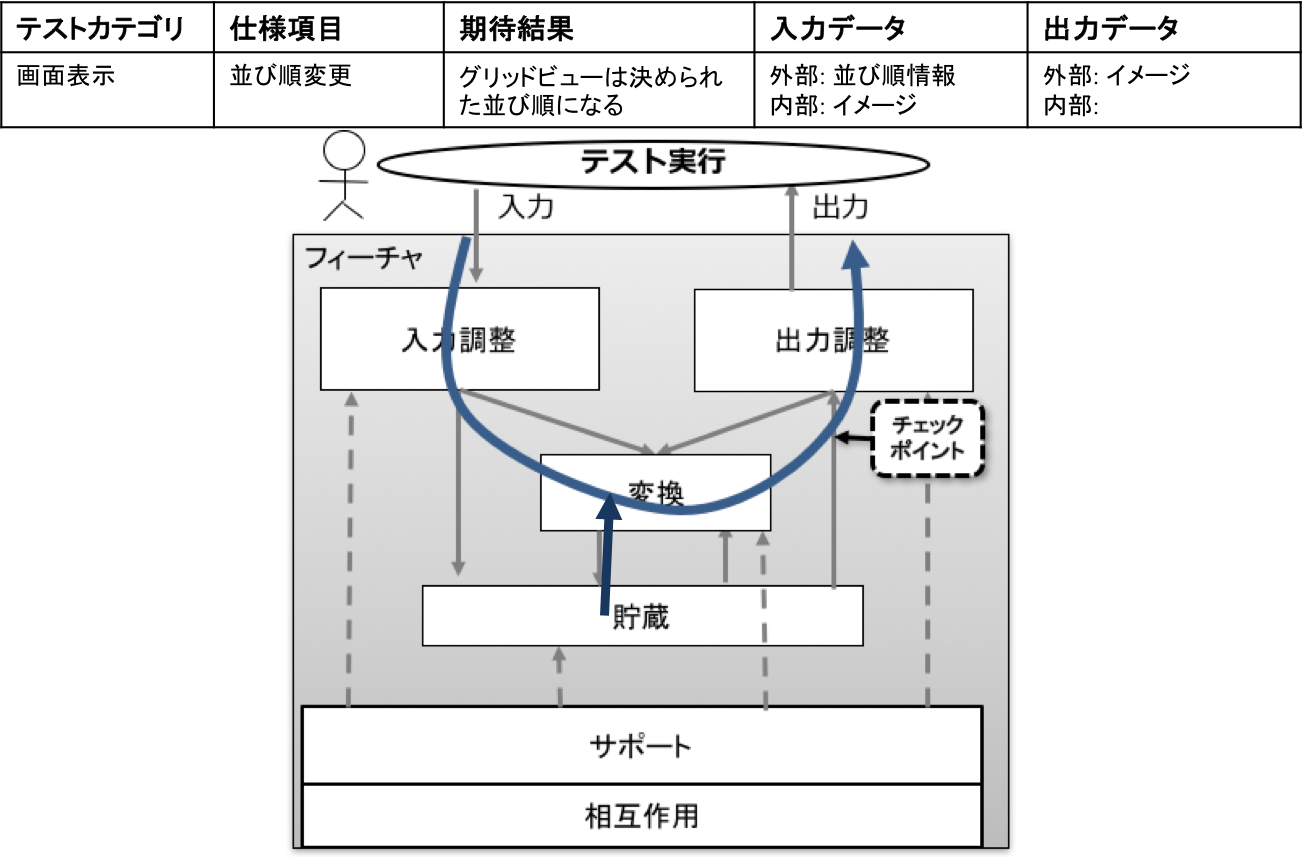 テストカテゴリ 仕様項目 期待結果 入力データ 出力データ
画面表示 並び順変更 グリッドビューは決められ 外部: 並び順情報 外部: イメージ
た並び順になる 内部: イメージ 内部:
テスト実行
入力 出力
フィーチャ
入力調整 出力調整
チェック
ポイント
変換
貯蔵
サポート
相互作用